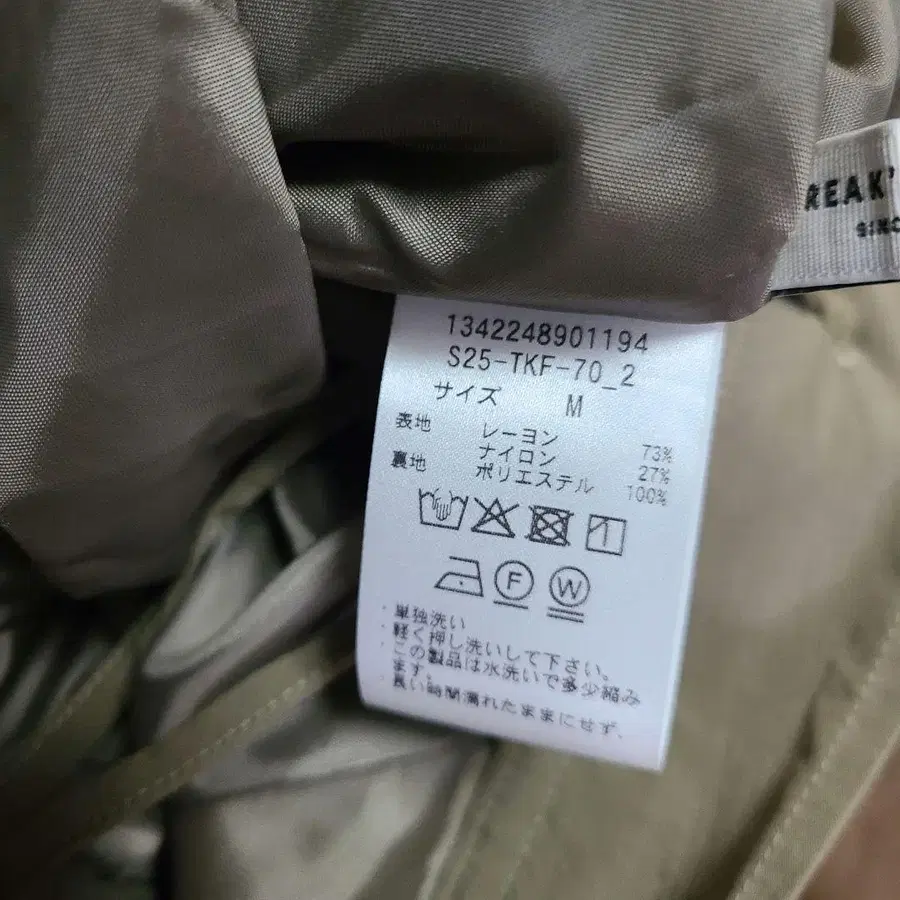 REAK'
SINC
1342248901194
S25-TKF-70_2
サイズ M
表地 レーヨン 73%
ナイロン 27%
裏地 ポリエステル 100%
F W
・単独洗い
・軽く押し洗いして下さい。
・この製品は水洗いで多少縮み
ます。
・長い時間濡れたままにせず、